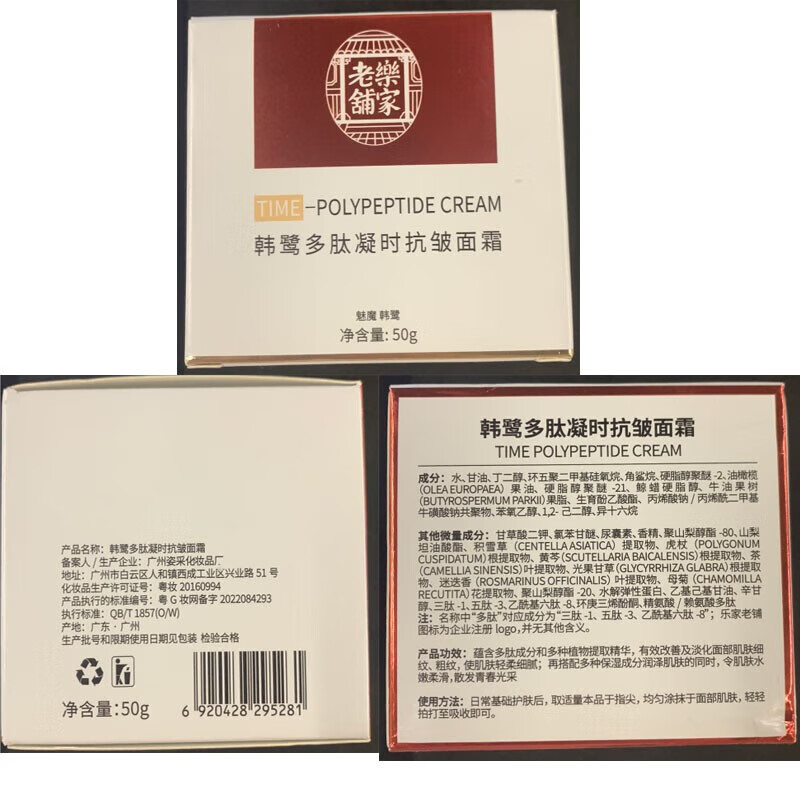 樂家
老舖
TIME-POLYPEPTIDE CREAM
韩鹭多肽凝时抗皱面霜
魅魔 韩鹭
净含量: 50g
产品名称: 韩鹭多肽凝时抗皱面霜
备案人 / 生产企业: 广州姿采化妆品厂
地址: 广州市白云区人和镇西成工业区兴业路 51 号
化妆品生产许可证号: 粤妆 20160994
产品执行的标准编号: 粤 G 妆网备字 2022084293
执行标准: QB/T 1857(O/W)
产地: 广东 · 广州
生产批号和限期使用日期见包装 检验合格
净含量: 50g
6 920428 295281
韩鹭多肽凝时抗皱面霜
TIME POLYPEPTIDE CREAM
成分: 水、甘油、丁二醇、环五聚二甲基硅氧烷、角鲨烷、硬脂醇聚醚 -2、油橄榄
(OLEA EUROPAEA) 果油、硬脂醇聚醚 -21、鲸蜡硬脂醇、牛油果树
(BUTYROSPERMUM PARKII) 果脂、生育酚乙酸酯、丙烯酸钠 / 丙烯酰二甲基
牛磺酸钠共聚物、苯氧乙醇、1,2- 己二醇、异十六烷
其他微量成分: 甘草酸二钾、氯苯甘醚、尿囊素、香精、聚山梨醇酯 -80、山梨
坦油酸酯、积雪草 (CENTELLA ASIATICA) 提取物、虎杖 (POLYGONUM
CUSPIDATUM) 根提取物、黄芩 (SCUTELLARIA BAICALENSIS) 根提取物、茶
(CAMELLIA SINENSIS) 叶提取物、光果甘草 (GLYCYRRHIZA GLABRA) 根提取
物、迷迭香 (ROSMARINUS OFFICINALIS) 叶提取物、母菊 (CHAMOMILLA
RECUTITA) 花提取物、聚山梨醇酯 -20、水解弹性蛋白、乙基己基甘油、辛甘
醇、三肽 -1、五肽 -3、乙酰基六肽 -8、环庚三烯酚酮、精氨酸 / 赖氨酸多肽
注: 名称中“多肽”对应成分为“三肽 -1、五肽 -3、乙酰基六肽 -8”; 乐家老铺
图标为企业注册 logo,并无其他含义。
产品功效: 蕴含多肽成分和多种植物提取精华, 有效改善及淡化面部肌肤细
纹、粗纹, 使肌肤轻柔细腻; 再搭配多种保湿成分润泽肌肤的同时, 令肌肤水
嫩柔滑, 散发青春光采
使用方法: 日常基础护肤后, 取适量本品于指尖, 均匀涂抹于面部肌肤, 轻轻
拍打至吸收即可。